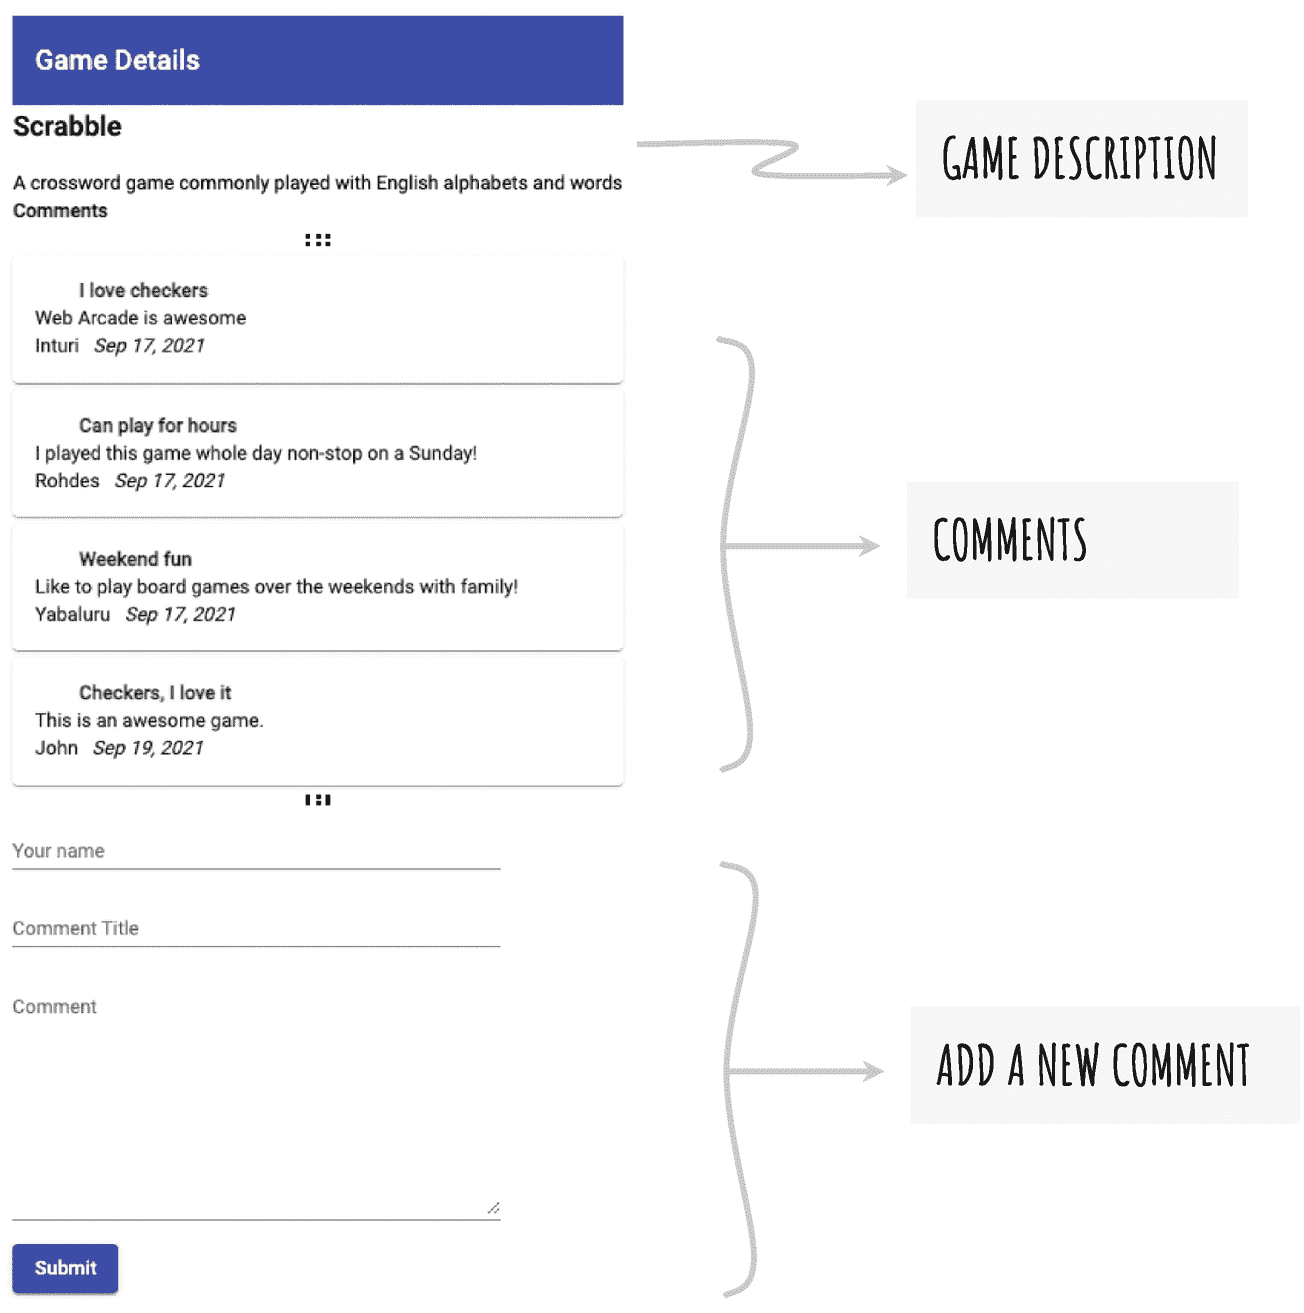 Game Details
Scrabble
A crossword game commonly played with English alphabets and words
Comments
I love checkers
Web Arcade is awesome
Inturi Sep 17, 2021
Can play for hours
I played this game whole day non-stop on a Sunday!
Rohdes Sep 17, 2021
Weekend fun
Like to play board games over the weekends with family!
Yabaluru Sep 17, 2021
Checkers, I love it
This is an awesome game.
John Sep 19, 2021
Your name
Comment Title
Comment
Submit
GAME DESCRIPTION
COMMENTS
ADD A NEW COMMENT